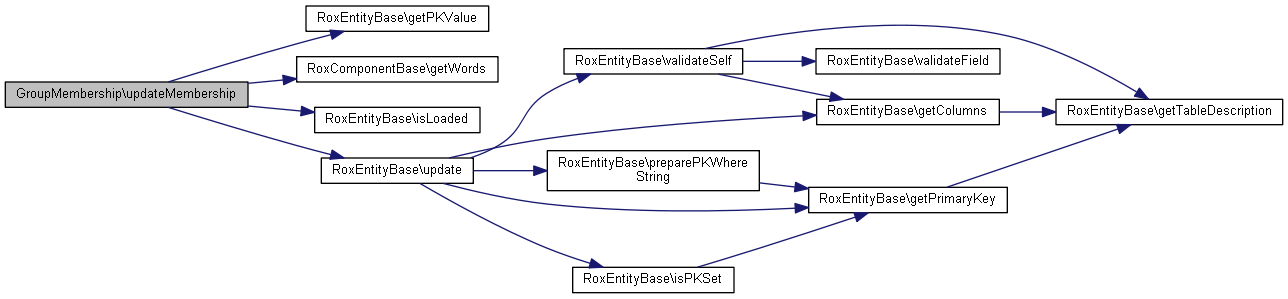 RoxEntityBase\getPKValue
RoxComponentBase\getWords
GroupMembership\updateMembership
RoxEntityBase\isLoaded
RoxEntityBase\update
RoxEntityBase\validateSelf
RoxEntityBase\validateField
RoxEntityBase\getColumns
RoxEntityBase\getTableDescription
RoxEntityBase\preparePKWhere
String
RoxEntityBase\getPrimaryKey
RoxEntityBase\isPKSet